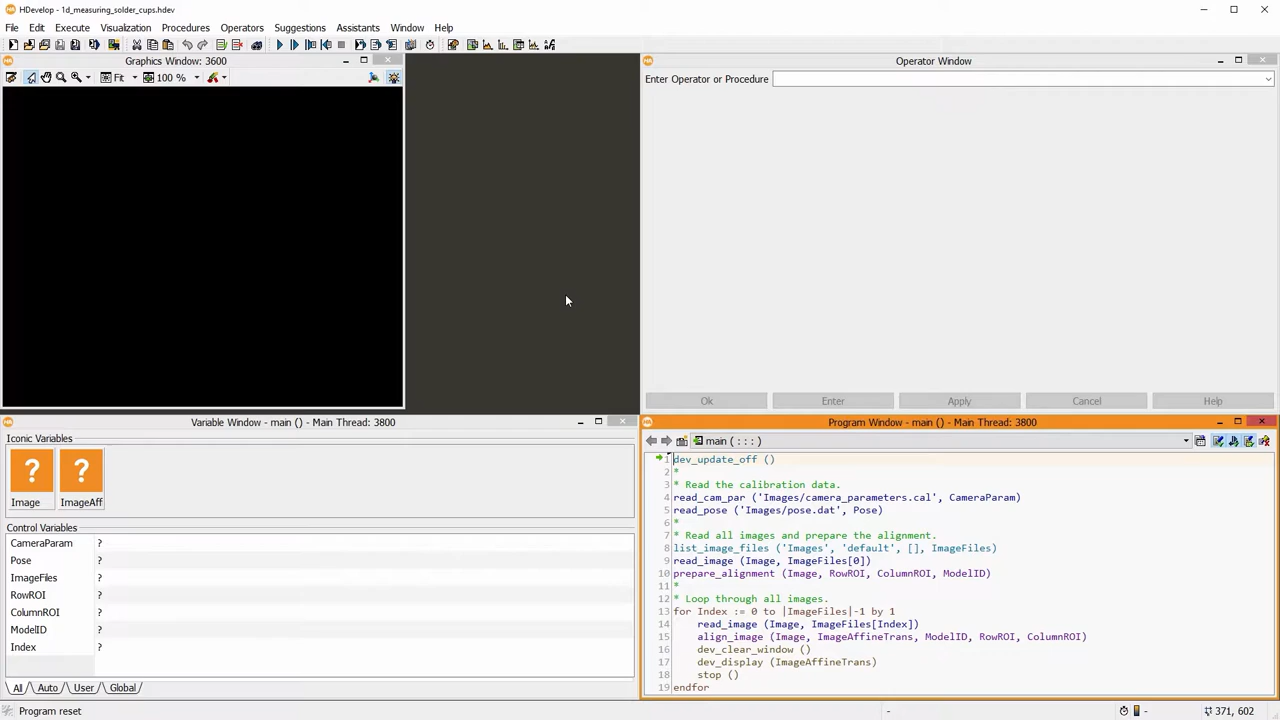 HDevelop - 1d_measuring_solder_cups.hdev
File Edit Execute Visualization Procedures Operators Suggestions Assistants Window Help
Graphics Window: 3600
Fit 100 %
Operator Window
Enter Operator or Procedure
Ok Enter Apply Cancel Help
Variable Window - main () - Main Thread: 3800
Iconic Variables
? ?
Image ImageAff
Control Variables
CameraParam ?
Pose ?
ImageFiles ?
RowROI ?
ColumnROI ?
ModelID ?
Index ?
All Auto User Global
Program Window - main () - Main Thread: 3800
main ( : : : )
1 dev_update_off ()
2 *
3 * Read the calibration data.
4 read_cam_par ('Images/camera_parameters.cal', CameraParam)
5 read_pose ('Images/pose.dat', Pose)
6 *
7 * Read all images and prepare the alignment.
8 list_image_files ('Images', 'default', [], ImageFiles)
9 read_image (Image, ImageFiles[0])
10 prepare_alignment (Image, RowROI, ColumnROI, ModelID)
11 *
12 * Loop through all images.
13 for Index := 0 to |ImageFiles|-1 by 1
14 read_image (Image, ImageFiles[Index])
15 align_image (Image, ImageAffineTrans, ModelID, RowROI, ColumnROI)
16 dev_clear_window ()
17 dev_display (ImageAffineTrans)
18 stop ()
19 endfor
Program reset - - 371, 602